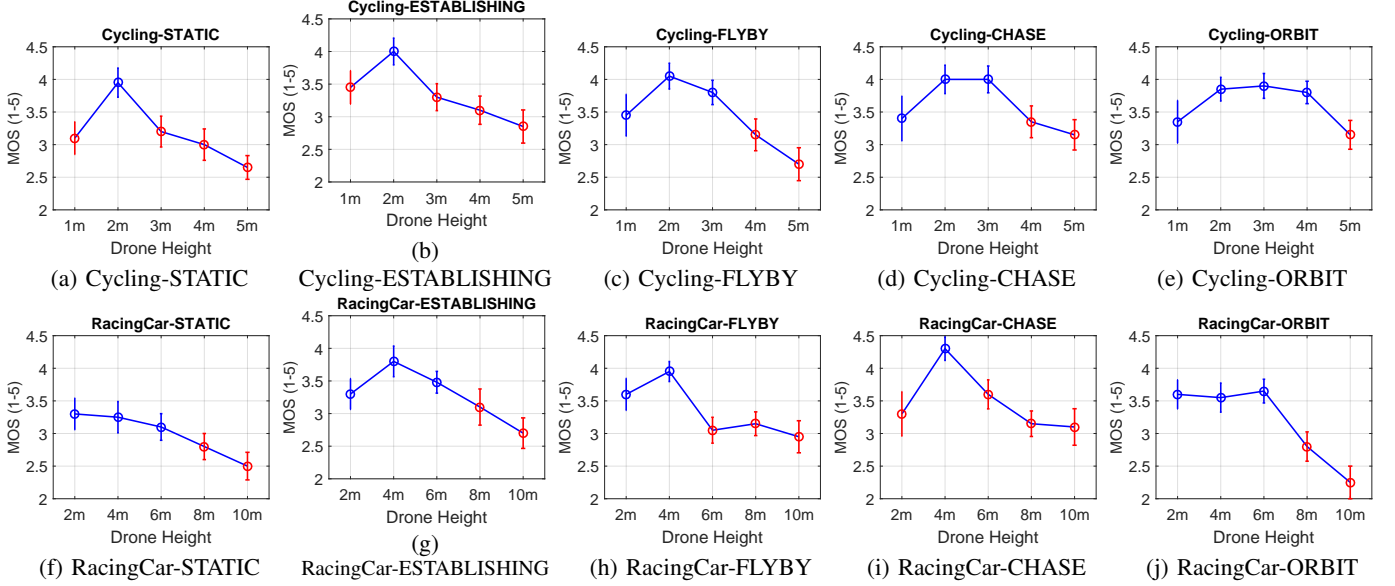 Cycling-STATIC
4.5
4
3.5
3
2.5
2
MOS (1-5)
1m 2m 3m 4m 5m
Drone Height
(a) Cycling-STATIC
Cycling-ESTABLISHING
4.5
4
3.5
3
2.5
2
MOS (1-5)
1m 2m 3m 4m 5m
Drone Height
(b)
Cycling-ESTABLISHING
Cycling-FLYBY
4.5
4
3.5
3
2.5
2
MOS (1-5)
1m 2m 3m 4m 5m
Drone Height
(c) Cycling-FLYBY
Cycling-CHASE
4.5
4
3.5
3
2.5
2
MOS (1-5)
1m 2m 3m 4m 5m
Drone Height
(d) Cycling-CHASE
Cycling-ORBIT
4.5
4
3.5
3
2.5
2
MOS (1-5)
1m 2m 3m 4m 5m
Drone Height
(e) Cycling-ORBIT
RacingCar-STATIC
4.5
4
3.5
3
2.5
2
MOS (1-5)
2m 4m 6m 8m 10m
Drone Height
(f) RacingCar-STATIC
RacingCar-ESTABLISHING
4.5
4
3.5
3
2.5
2
MOS (1-5)
2m 4m 6m 8m 10m
Drone Height
(g)
RacingCar-ESTABLISHING
RacingCar-FLYBY
4.5
4
3.5
3
2.5
2
MOS (1-5)
2m 4m 6m 8m 10m
Drone Height
(h) RacingCar-FLYBY
RacingCar-CHASE
4.5
4
3.5
3
2.5
2
MOS (1-5)
2m 4m 6m 8m 10m
Drone Height
(i) RacingCar-CHASE
RacingCar-ORBIT
4.5
4
3.5
3
2.5
2
MOS (1-5)
2m 4m 6m 8m 10m
Drone Height
(j) RacingCar-ORBIT